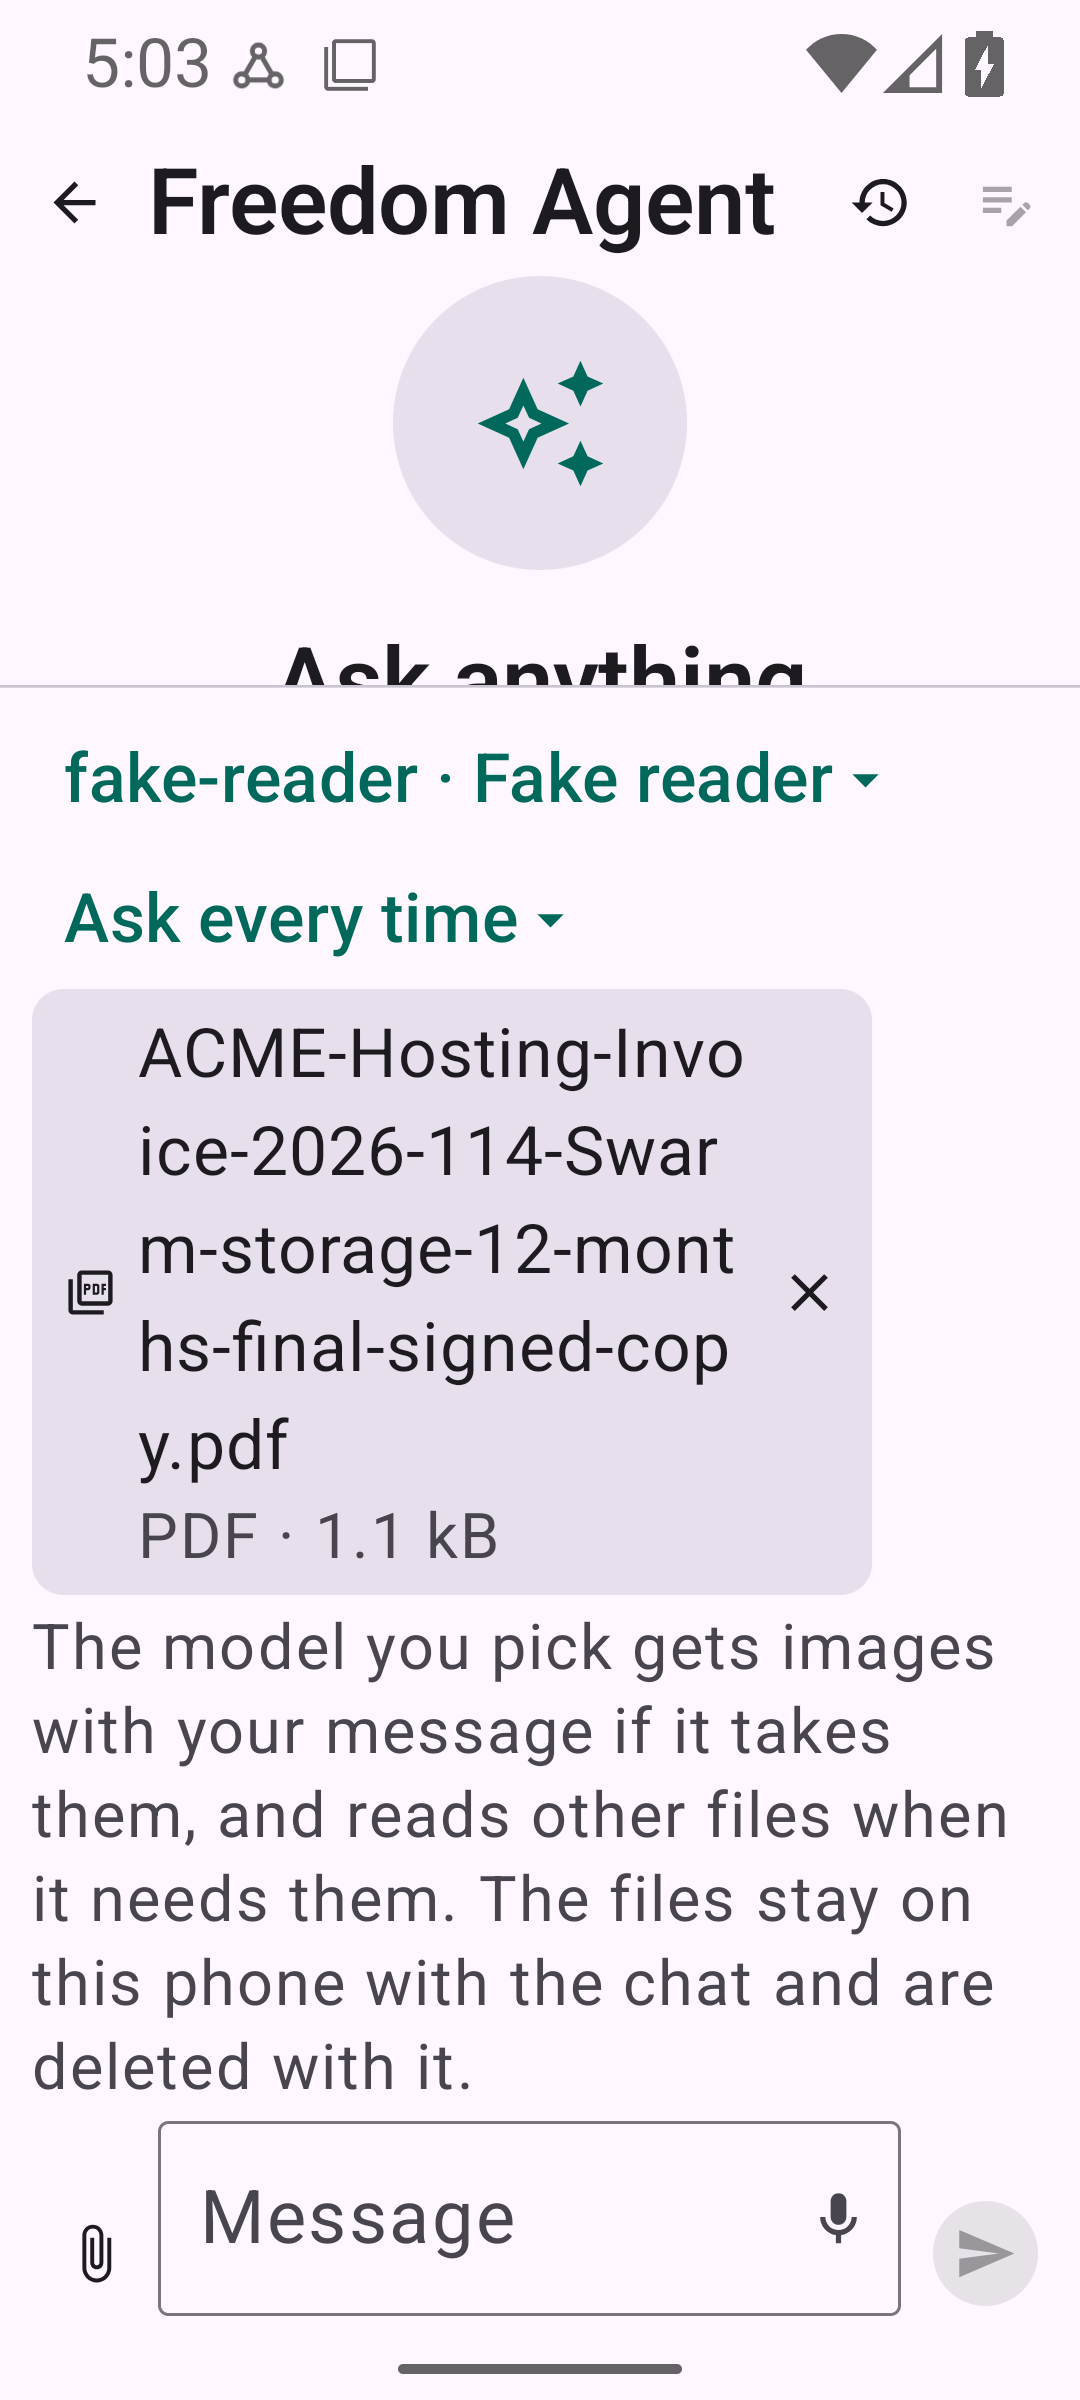 5:03
Freedom Agent
Ask anything
fake-reader · Fake reader
Ask every time
ACME-Hosting-Invo
ice-2026-114-Swar
m-storage-12-mont
hs-final-signed-cop
y.pdf
PDF
PDF · 1.1 kB
The model you pick gets images
with your message if it takes
them, and reads other files when
it needs them. The files stay on
this phone with the chat and are
deleted with it.
Message